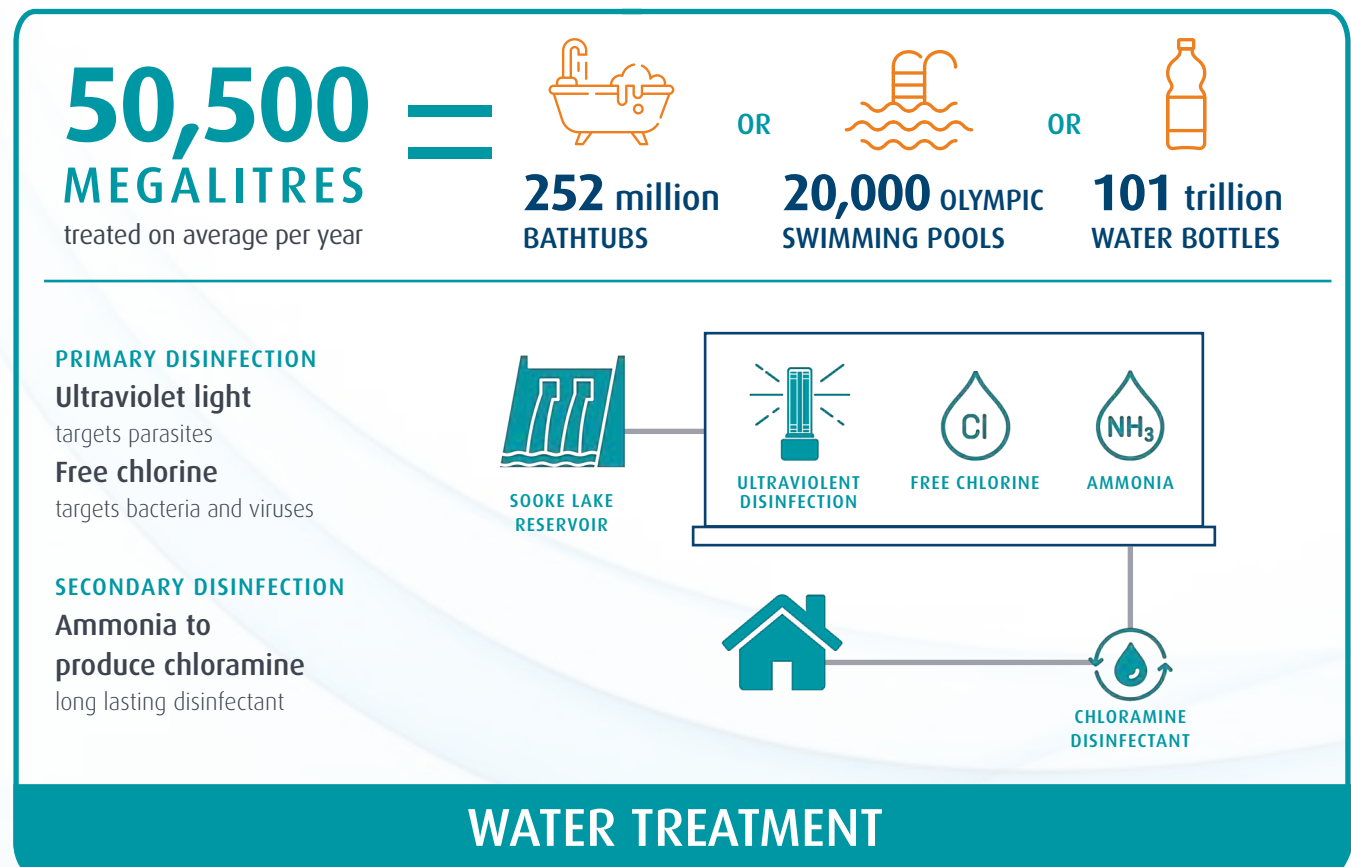 50,500
MEGALITRES
treated on average per year
252 million
BATHTUBS
OR
20,000 OLYMPIC
SWIMMING POOLS
OR
101 trillion
WATER BOTTLES
PRIMARY DISINFECTION
Ultraviolet light
targets parasites
Free chlorine
targets bacteria and viruses
SECONDARY DISINFECTION
Ammonia to
produce chloramine
long lasting disinfectant
SOOKE LAKE
RESERVOIR
ULTRAVIOLENT
DISINFECTION
Cl
FREE CHLORINE
NH₃
AMMONIA
CHLORAMINE
DISINFECTANT
WATER TREATMENT